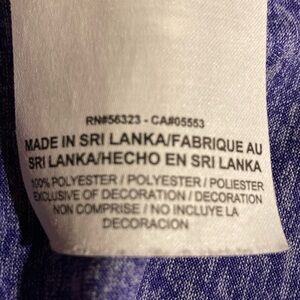 RN#56323 - CA#05553
MADE IN SRI LANKA/FABRIQUE AU
SRI LANKA/HECHO EN SRI LANKA
100% POLYESTER / POLYESTER / POLIESTER
EXCLUSIVE OF DECORATION / DECORATION
NON COMPRISE / NO INCLUYE LA
DECORACION